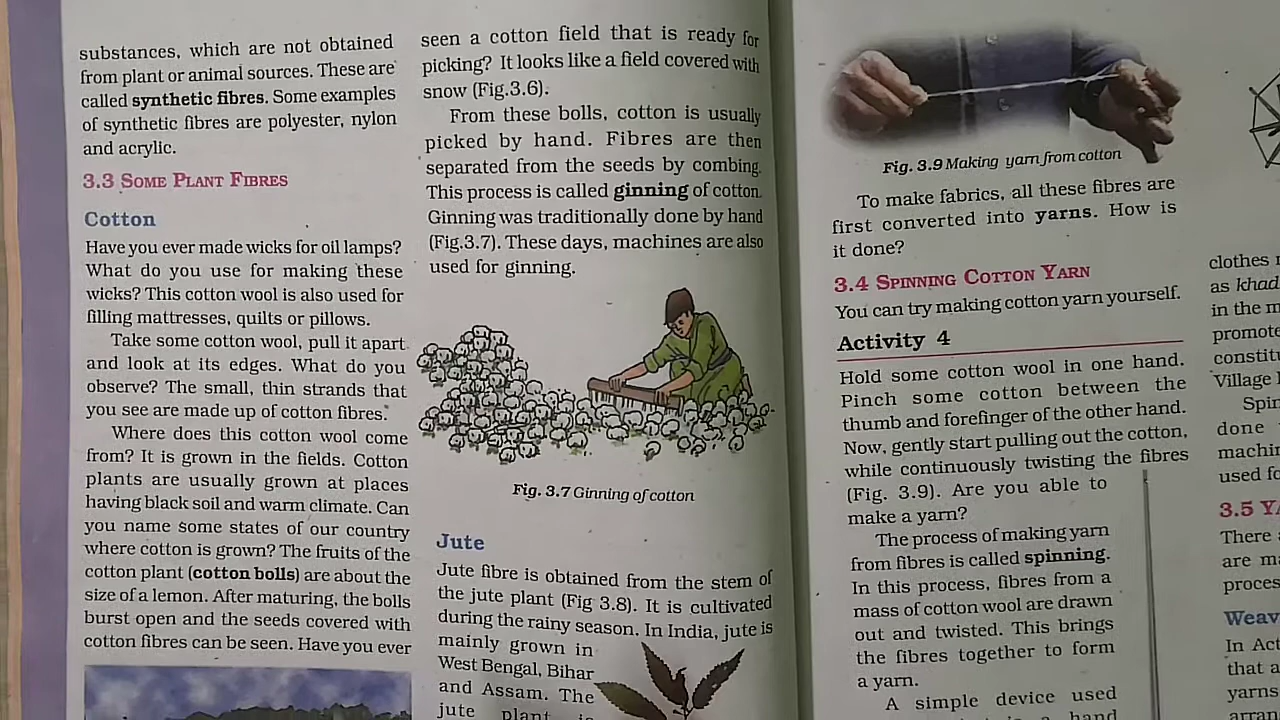 substances, which are not obtained
from plant or animal sources. These are
called synthetic fibres. Some examples
of synthetic fibres are polyester, nylon
and acrylic.
3.3 SOME PLANT FIBRES
Cotton
Have you ever made wicks for oil lamps?
What do you use for making these
wicks? This cotton wool is also used for
filling mattresses, quilts or pillows.
Take some cotton wool, pull it apart
and look at its edges. What do you
observe? The small, thin strands that
you see are made up of cotton fibres.
Where does this cotton wool come
from? It is grown in the fields. Cotton
plants are usually grown at places
having black soil and warm climate. Can
you name some states of our country
where cotton is grown? The fruits of the
cotton plant (cotton bolls) are about the
size of a lemon. After maturing, the bolls
burst open and the seeds covered with
cotton fibres can be seen. Have you ever
seen a cotton field that is ready for
picking? It looks like a field covered with
snow (Fig.3.6).
From these bolls, cotton is usually
picked by hand. Fibres are then
separated from the seeds by combing.
This process is called ginning of cotton.
Ginning was traditionally done by hand
(Fig.3.7). These days, machines are also
used for ginning.
Fig. 3.7 Ginning of cotton
Jute
Jute fibre is obtained from the stem of
the jute plant (Fig 3.8). It is cultivated
during the rainy season. In India, jute is
mainly grown in
West Bengal, Bihar
and Assam. The
jute plant is
Fig. 3.9 Making yarn from cotton
To make fabrics, all these fibres are
first converted into yarns. How is
it done?
3.4 SPINNING COTTON YARN
You can try making cotton yarn yourself.
Activity 4
Hold some cotton wool in one hand.
Pinch some cotton between the
thumb and forefinger of the other hand.
Now, gently start pulling out the cotton,
while continuously twisting the fibres
(Fig. 3.9). Are you able to
make a yarn?
The process of making yarn
from fibres is called spinning.
In this process, fibres from a
mass of cotton wool are drawn
out and twisted. This brings
the fibres together to form
a yarn.
A simple device used
a hand
clothes
as khad
in the
promote
constitu
Village
Spin
done
machin
used fo
3.5 Y
There
are
proces
Weav
In Act
that a
yarns
arran